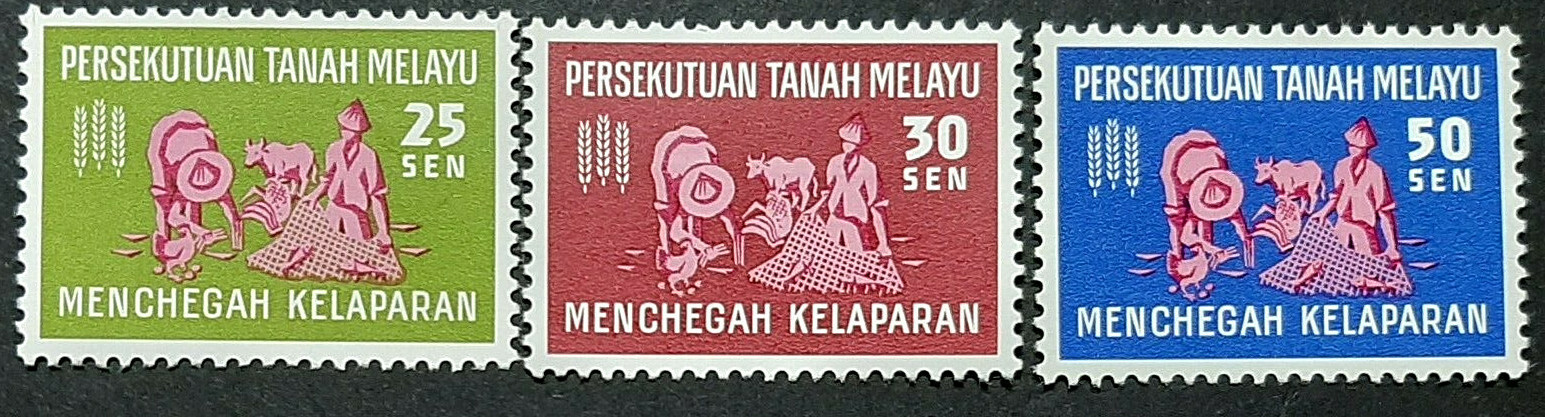 PERSEKUTUAN TANAH MELAYU
25
SEN
MENCHEGAH KELAPARAN
PERSEKUTUAN TANAH MELAYU
30
SEN
MENCHEGAH KELAPARAN
PERSEKUTUAN TANAH MELAYU
50
SEN
MENCHEGAH KELAPARAN